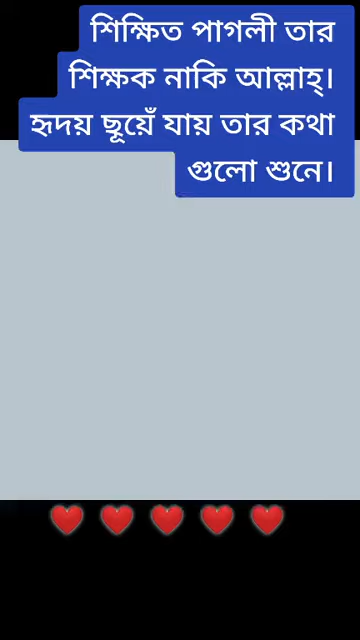 শিক্ষিত পাগলী তার
শিক্ষক নাকি আল্লাহ্।
হৃদয় ছূয়েঁ যায় তার কথা
গুলো শুনে।